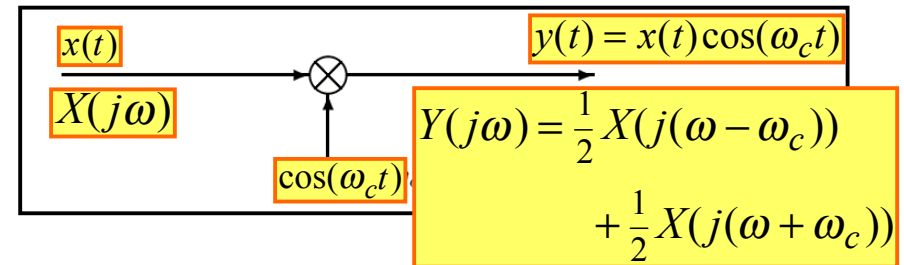 x(t)
y(t) = x(t)cos(ω_c t)
X(jω)
Y(jω) = 1/2 X(j(ω − ω_c))
cos(ω_c t)
+ 1/2 X(j(ω + ω_c))